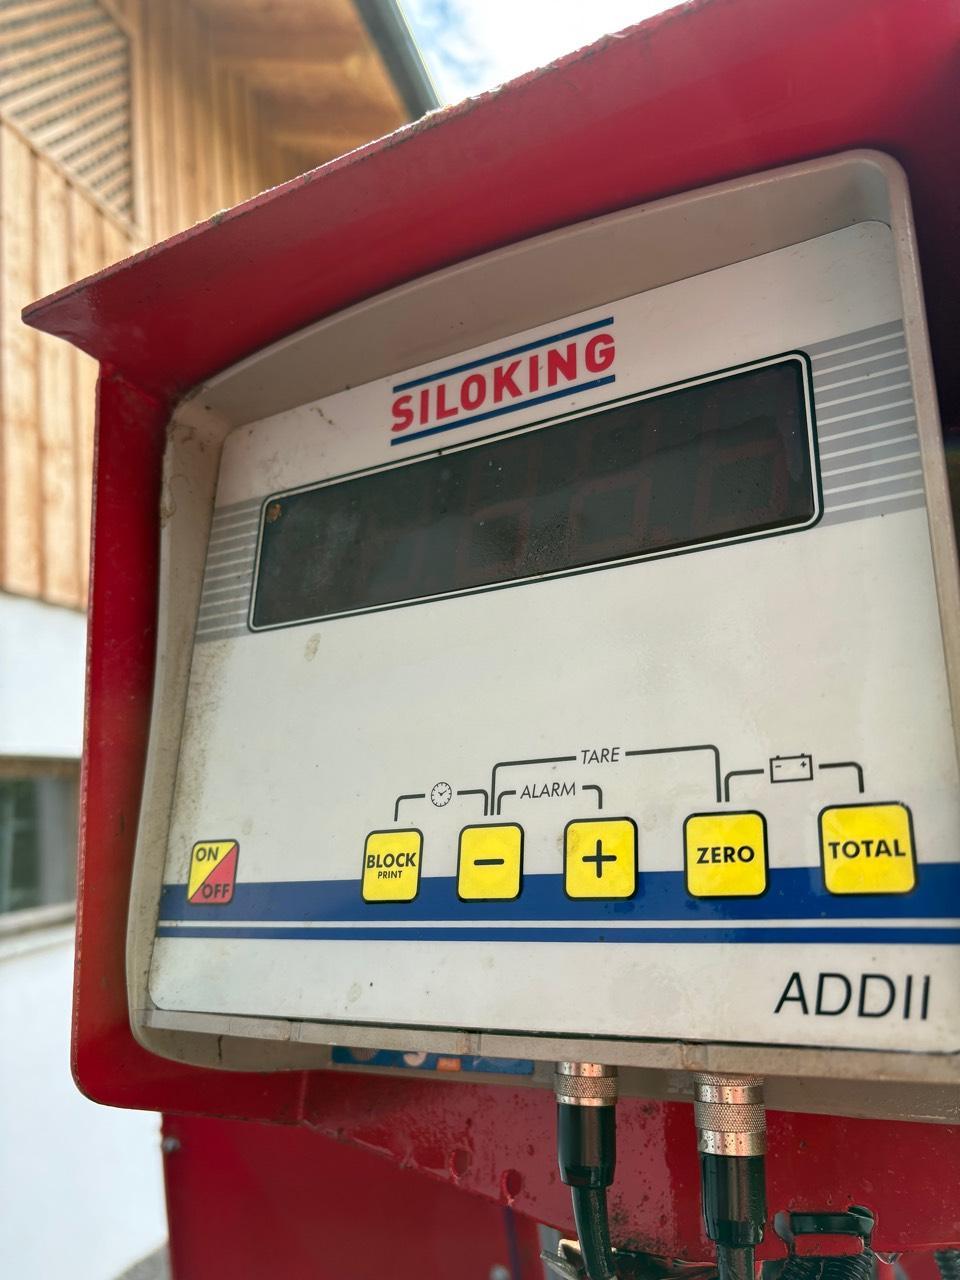 SILOKING
TARE
ALARM
ON
OFF
BLOCK
PRINT
−
+
ZERO
TOTAL
ADDII